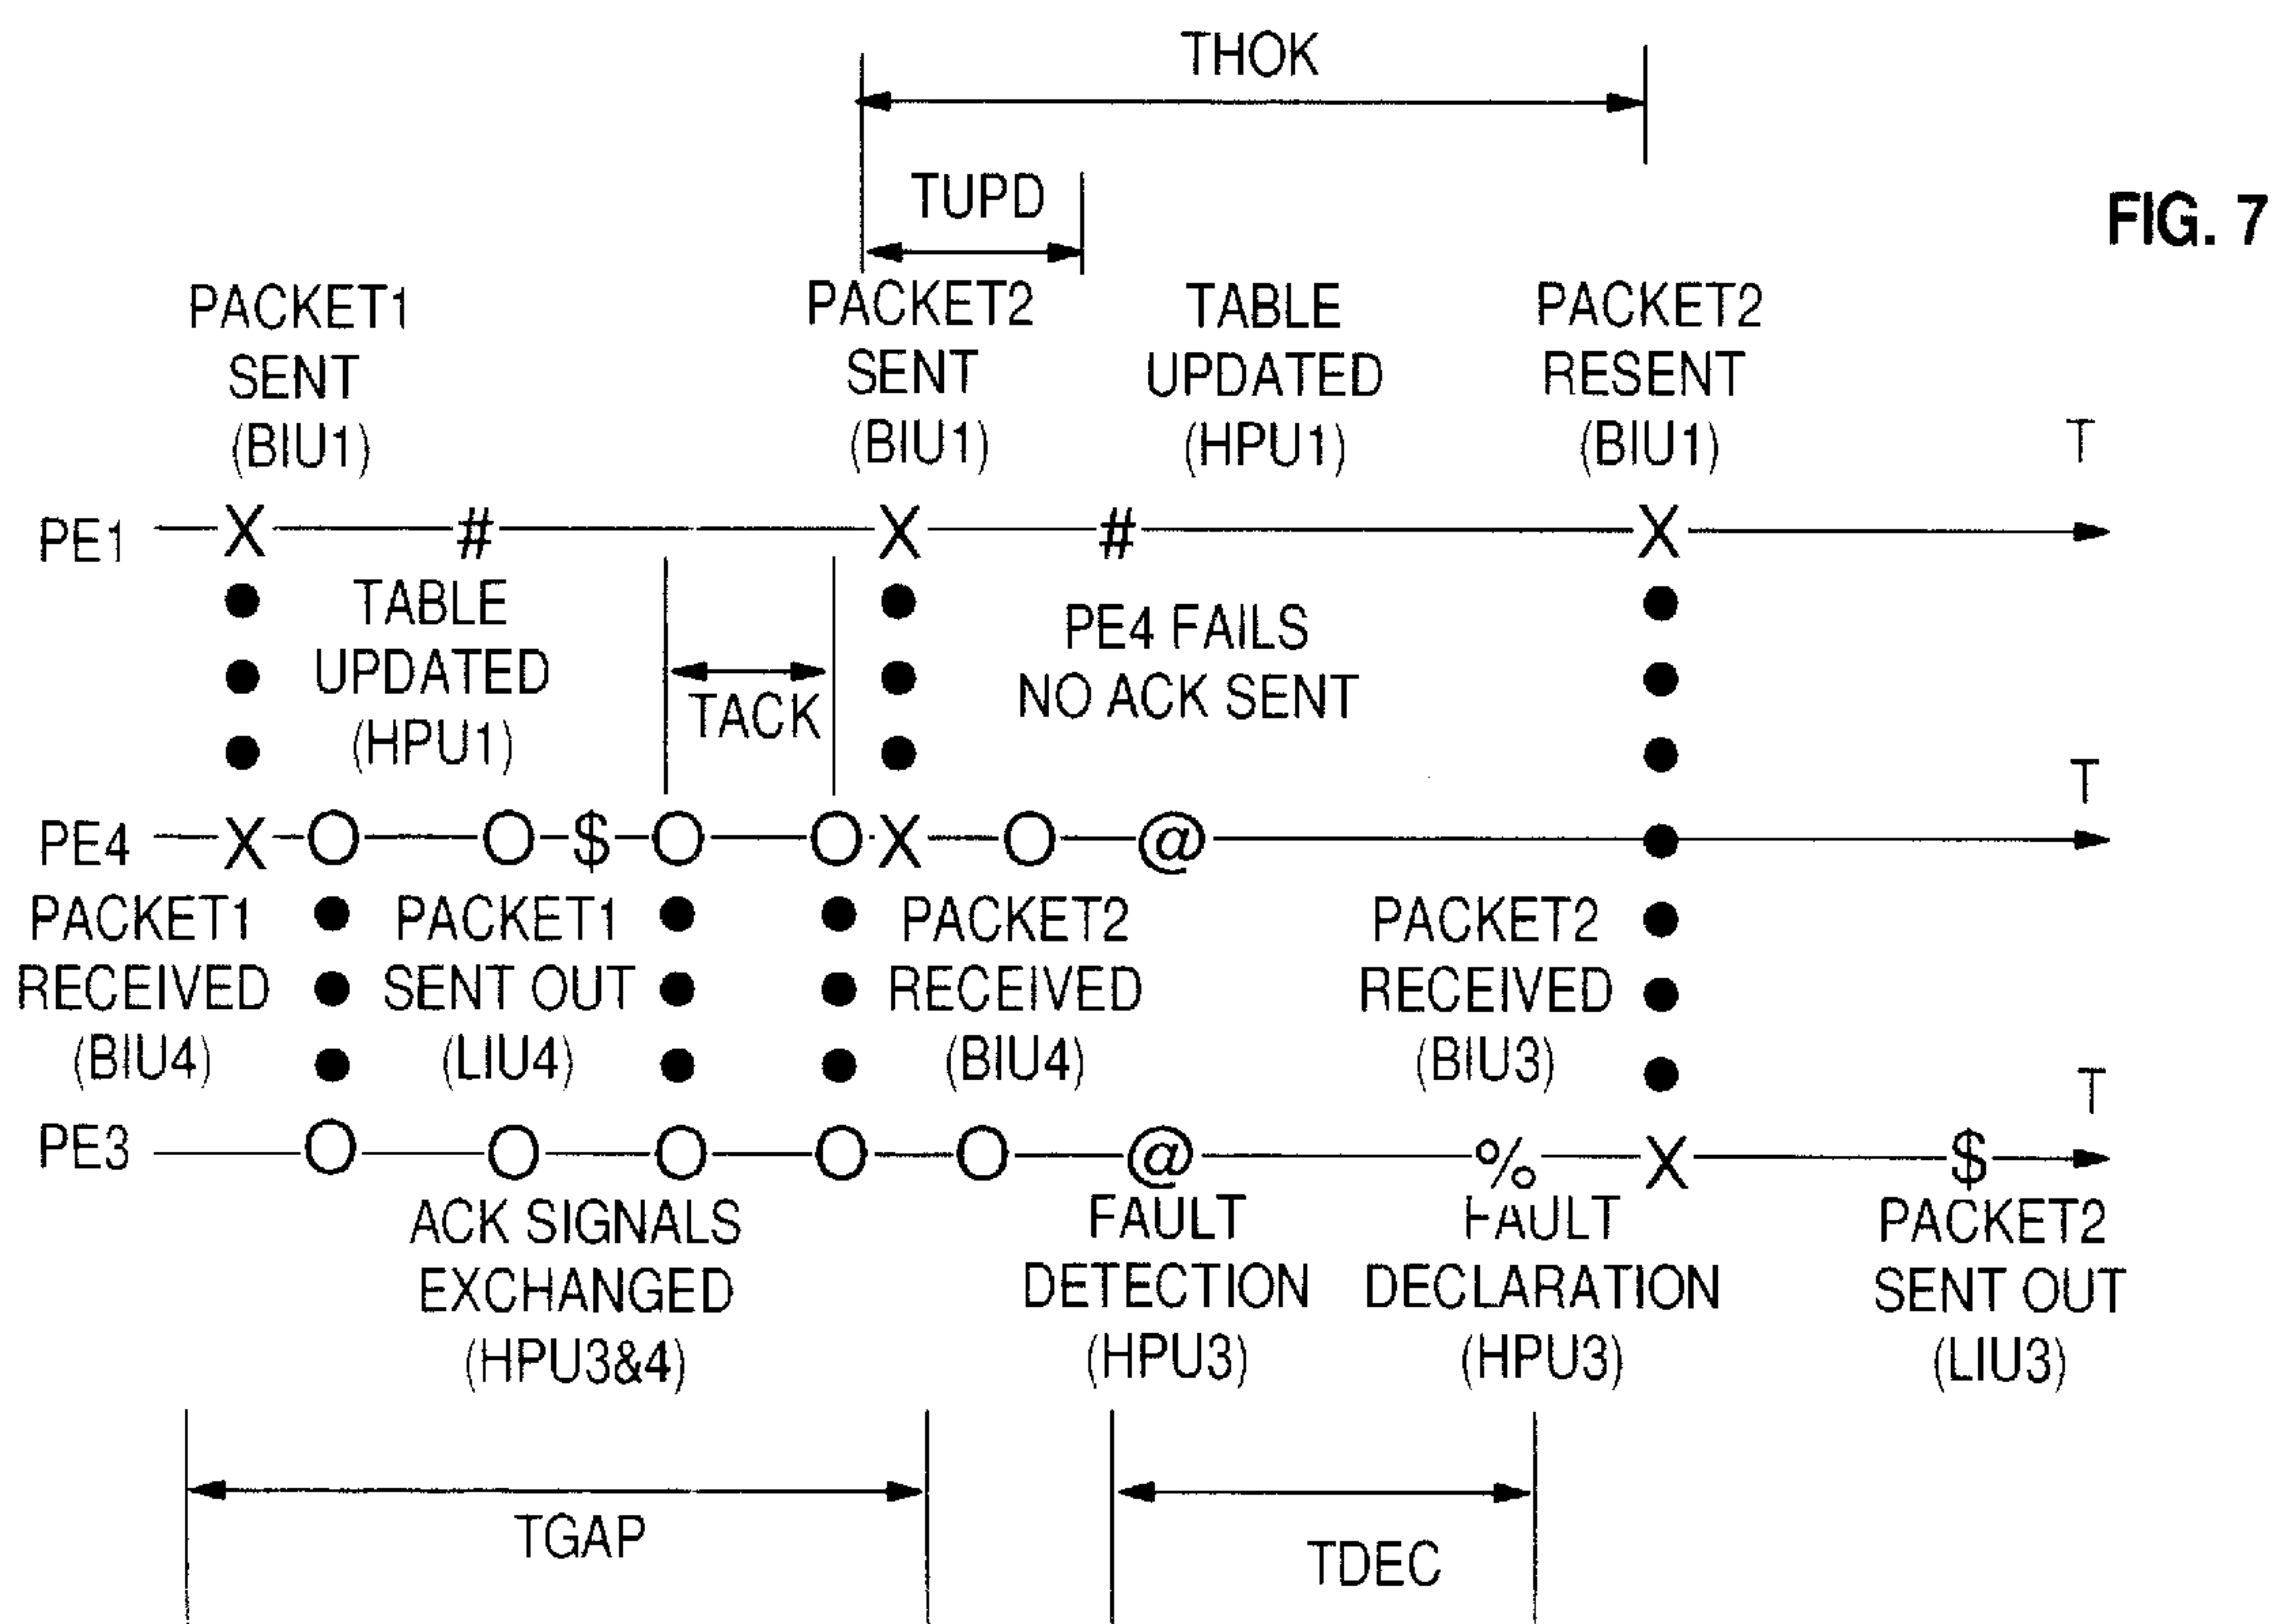 THOK
TUPD
FIG. 7
PACKET1
SENT
(BIU1)
PACKET2
SENT
(BIU1)
TABLE
UPDATED
(HPU1)
PACKET2
RESENT
(BIU1)
T
PE1 X # X # X
TABLE
UPDATED
(HPU1)
TACK
PE4 FAILS
NO ACK SENT
T
PE4 X O O $ O O X O @
PACKET1
RECEIVED
(BIU4)
PACKET1
SENT OUT
(LIU4)
PACKET2
RECEIVED
(BIU4)
PACKET2
RECEIVED
(BIU3)
T
PE3 O O O O O @ % X $
ACK SIGNALS
EXCHANGED
(HPU3&4)
FAULT
DETECTION
(HPU3)
FAULT
DECLARATION
(HPU3)
PACKET2
SENT OUT
(LIU3)
TGAP
TDEC